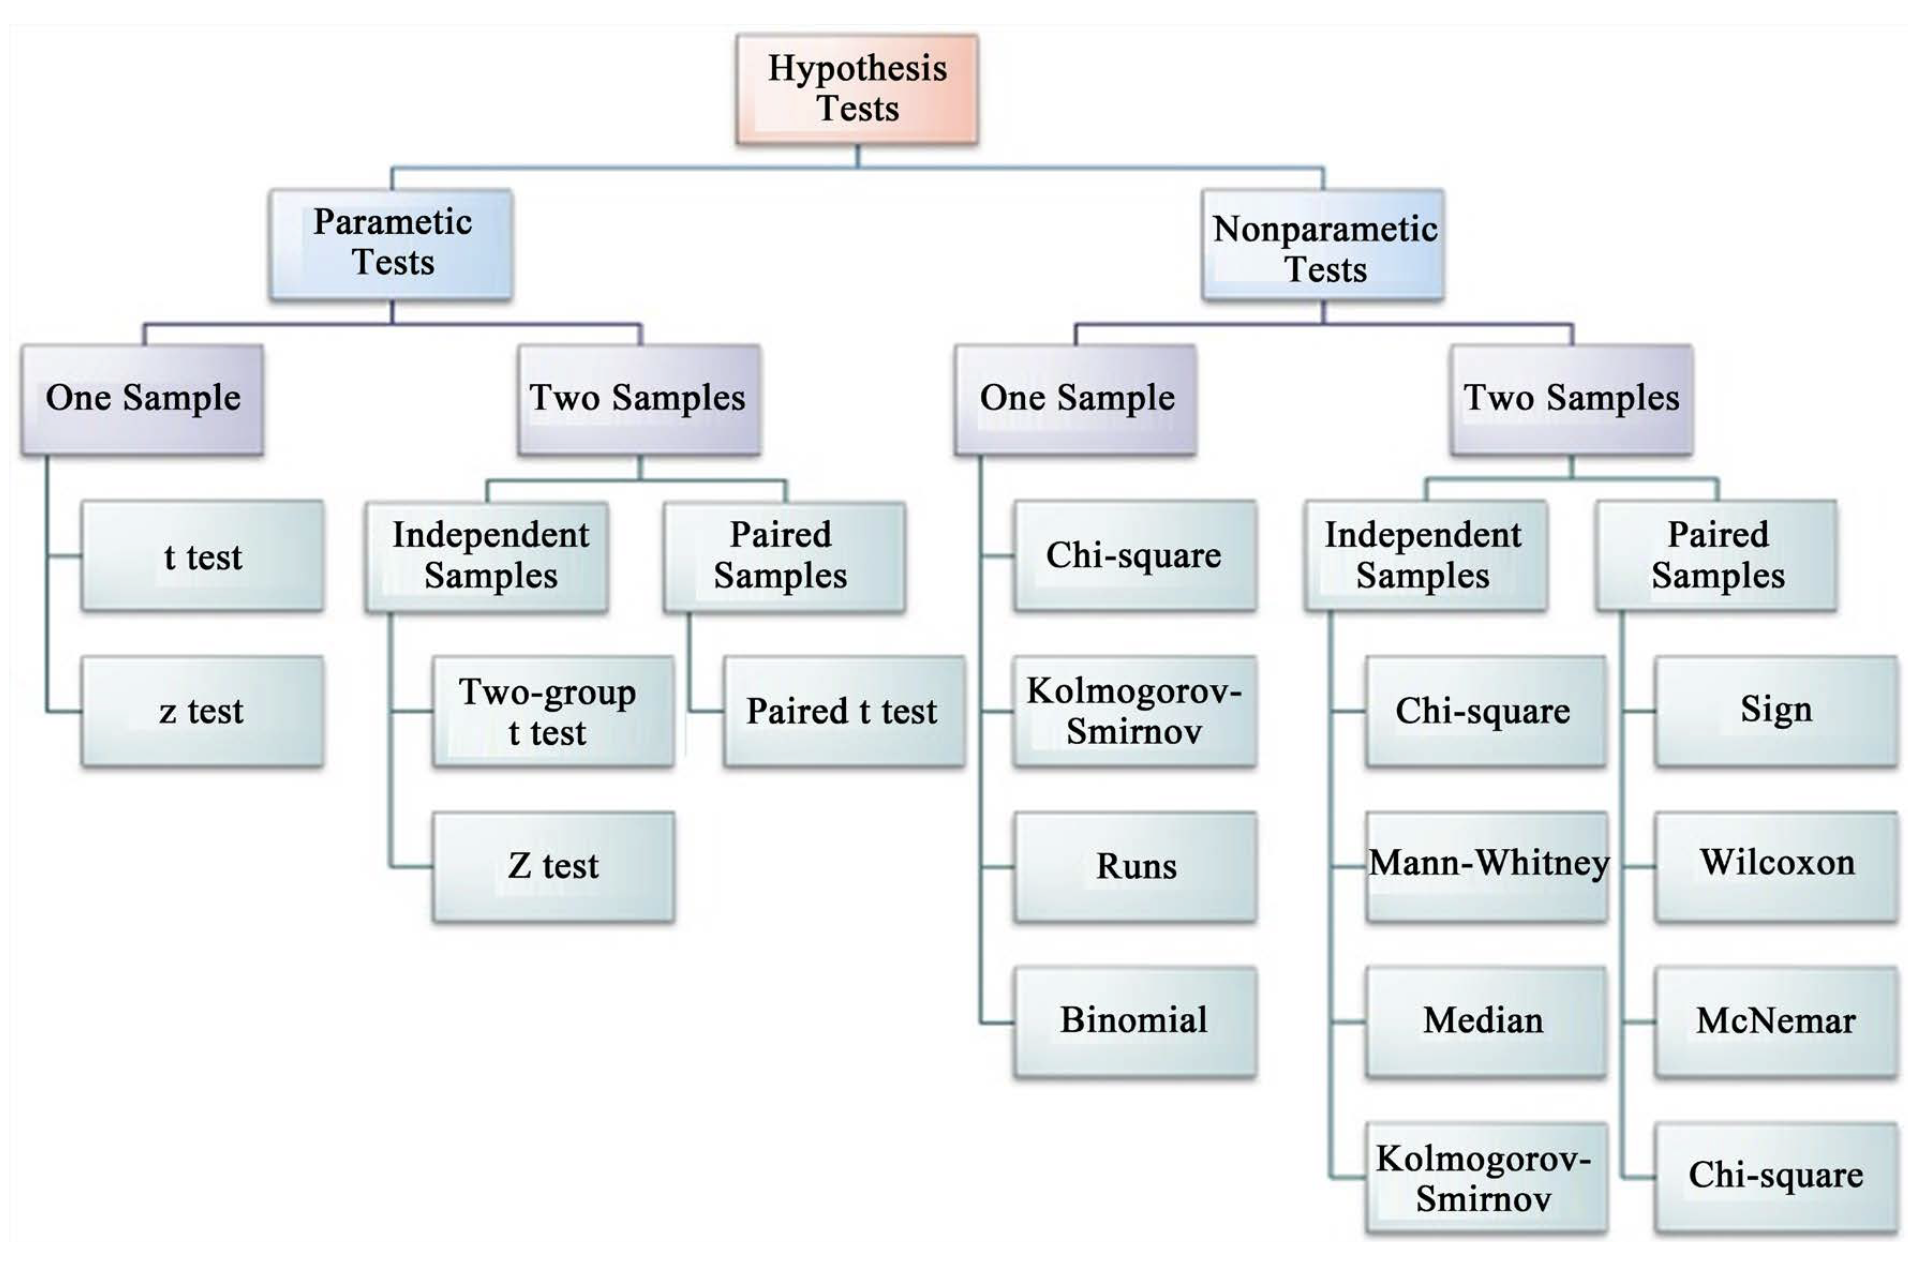 Hypothesis
Tests
Parametic
Tests
Nonparametic
Tests
One Sample
Two Samples
One Sample
Two Samples
t test
Independent
Samples
Paired
Samples
Chi-square
Independent
Samples
Paired
Samples
z test
Two-group
t test
Paired t test
Kolmogorov-
Smirnov
Chi-square
Sign
Z test
Runs
Mann-Whitney
Wilcoxon
Binomial
Median
McNemar
Kolmogorov-
Smirnov
Chi-square